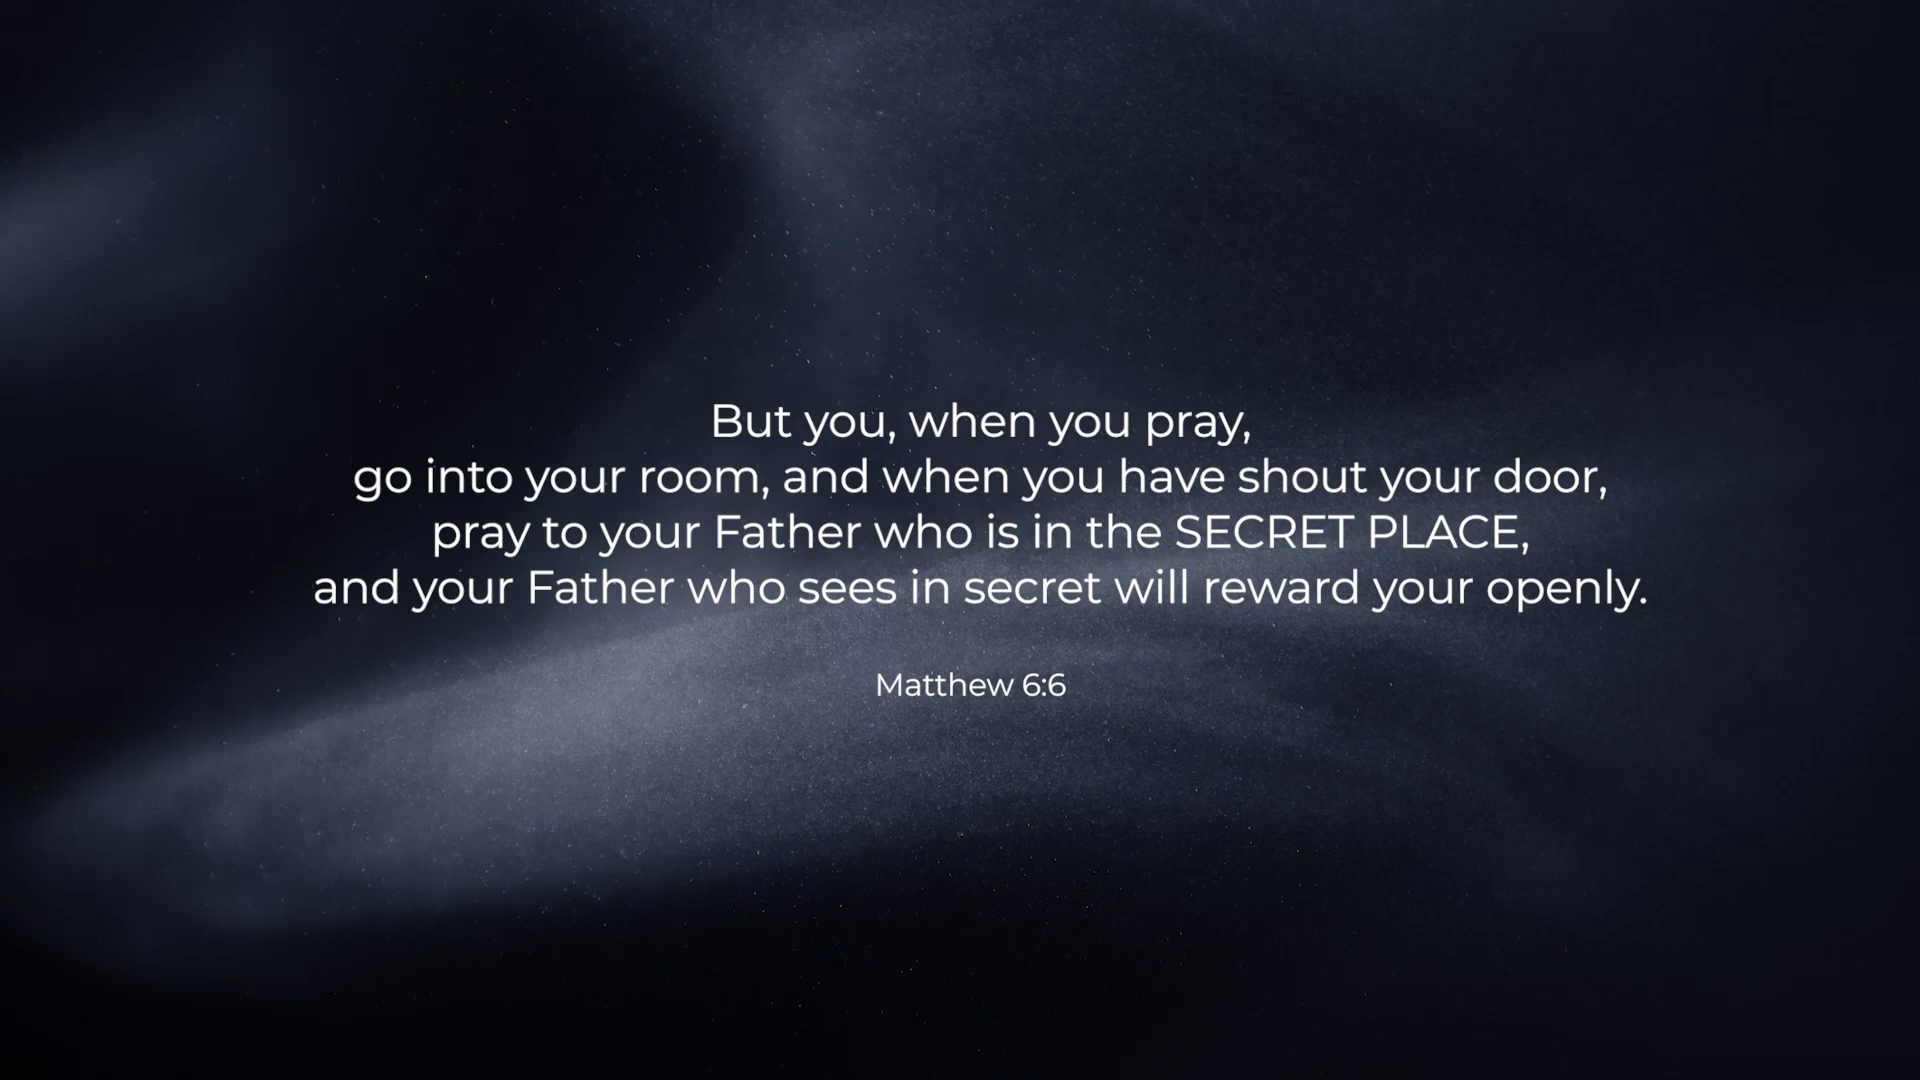 But you, when you pray,
go into your room, and when you have shout your door,
pray to your Father who is in the SECRET PLACE,
and your Father who sees in secret will reward your openly.
Matthew 6:6